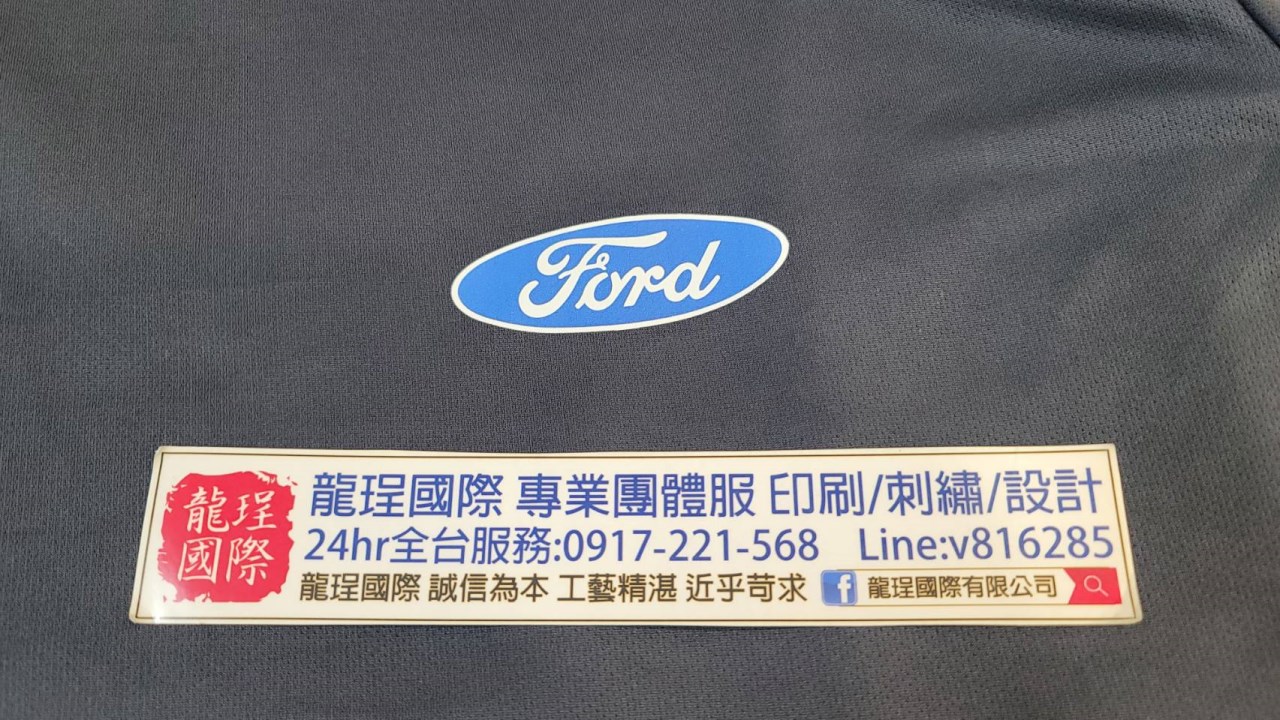 Ford
龍珵
國際
龍珵國際 專業團體服 印刷/刺繡/設計
24hr全台服務:0917-221-568 Line:v816285
龍珵國際 誠信為本 工藝精湛 近乎苛求 f 龍珵國際有限公司